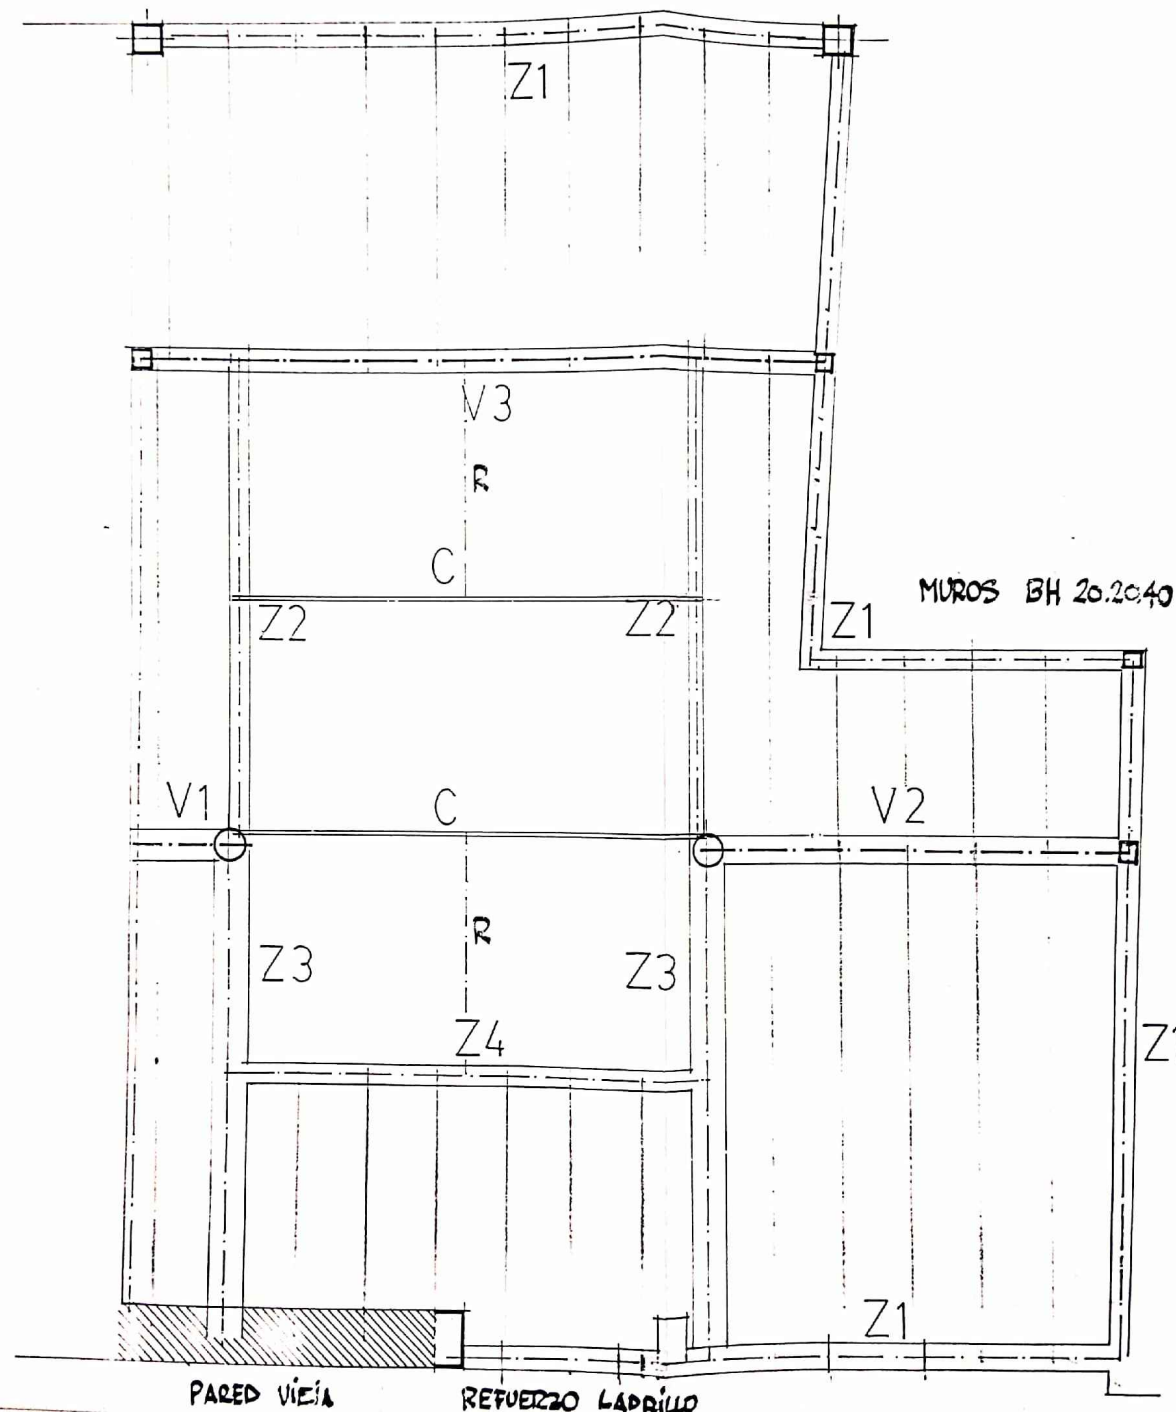 Z1
V3
R
C
MUROS BH 20.20.40
Z2
Z2
Z1
V1
C
V2
R
Z3
Z3
Z4
Z1
Z1
PARED VIEJA
REFUERZO LADRILLO